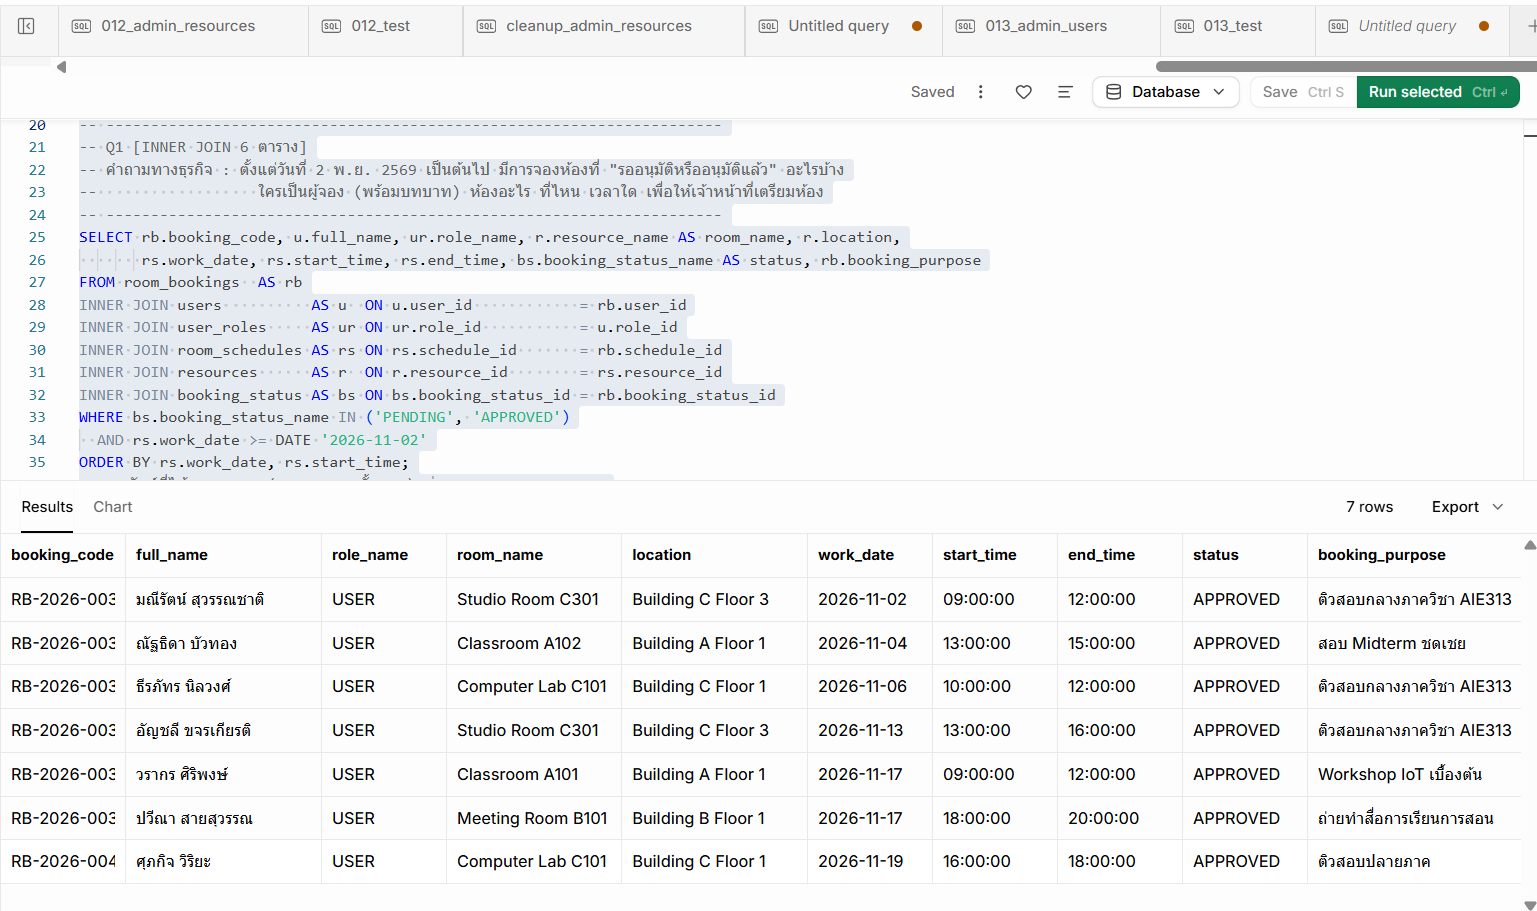 012_admin_resources
012_test
cleanup_admin_resources
Untitled query
013_admin_users
013_test
Untitled query
Saved
Database
Save Ctrl S
Run selected Ctrl
20 -- ----------------------------------------------------------------------
21 -- Q1 [INNER JOIN 6 ตาราง]
22 -- คำถามทางธุรกิจ : ตั้งแต่วันที่ 2 พ.ย. 2569 เป็นต้นไป มีการจองห้องที่ "รออนุมัติหรืออนุมัติแล้ว" อะไรบ้าง
23 -- ใครเป็นผู้จอง (พร้อมบทบาท) ห้องอะไร ที่ไหน เวลาใด เพื่อให้เจ้าหน้าที่เตรียมห้อง
24 -- ----------------------------------------------------------------------
25 SELECT rb.booking_code, u.full_name, ur.role_name, r.resource_name AS room_name, r.location,
26 rs.work_date, rs.start_time, rs.end_time, bs.booking_status_name AS status, rb.booking_purpose
27 FROM room_bookings AS rb
28 INNER JOIN users AS u ON u.user_id = rb.user_id
29 INNER JOIN user_roles AS ur ON ur.role_id = u.role_id
30 INNER JOIN room_schedules AS rs ON rs.schedule_id = rb.schedule_id
31 INNER JOIN resources AS r ON r.resource_id = rs.resource_id
32 INNER JOIN booking_status AS bs ON bs.booking_status_id = rb.booking_status_id
33 WHERE bs.booking_status_name IN ('PENDING', 'APPROVED')
34 AND rs.work_date >= DATE '2026-11-02'
35 ORDER BY rs.work_date, rs.start_time;
Results
Chart
7 rows
Export
booking_code full_name role_name room_name location work_date start_time end_time status booking_purpose
RB-2026-003 มณีรัตน์ สุวรรณชาติ USER Studio Room C301 Building C Floor 3 2026-11-02 09:00:00 12:00:00 APPROVED ติวสอบกลางภาควิชา AIE313
RB-2026-003 ณัฐธิดา บัวทอง USER Classroom A102 Building A Floor 1 2026-11-04 13:00:00 15:00:00 APPROVED สอบ Midterm ชดเชย
RB-2026-003 ธีรภัทร นิลวงศ์ USER Computer Lab C101 Building C Floor 1 2026-11-06 10:00:00 12:00:00 APPROVED ติวสอบกลางภาควิชา AIE313
RB-2026-003 อัญชลี ขจรเกียรติ USER Studio Room C301 Building C Floor 3 2026-11-13 13:00:00 16:00:00 APPROVED ติวสอบกลางภาควิชา AIE313
RB-2026-003 วรากร ศิริพงษ์ USER Classroom A101 Building A Floor 1 2026-11-17 09:00:00 12:00:00 APPROVED Workshop IoT เบื้องต้น
RB-2026-003 ปวีณา สายสุวรรณ USER Meeting Room B101 Building B Floor 1 2026-11-17 18:00:00 20:00:00 APPROVED ถ่ายทำสื่อการเรียนการสอน
RB-2026-004 ศุภกิจ วิริยะ USER Computer Lab C101 Building C Floor 1 2026-11-19 16:00:00 18:00:00 APPROVED ติวสอบปลายภาค